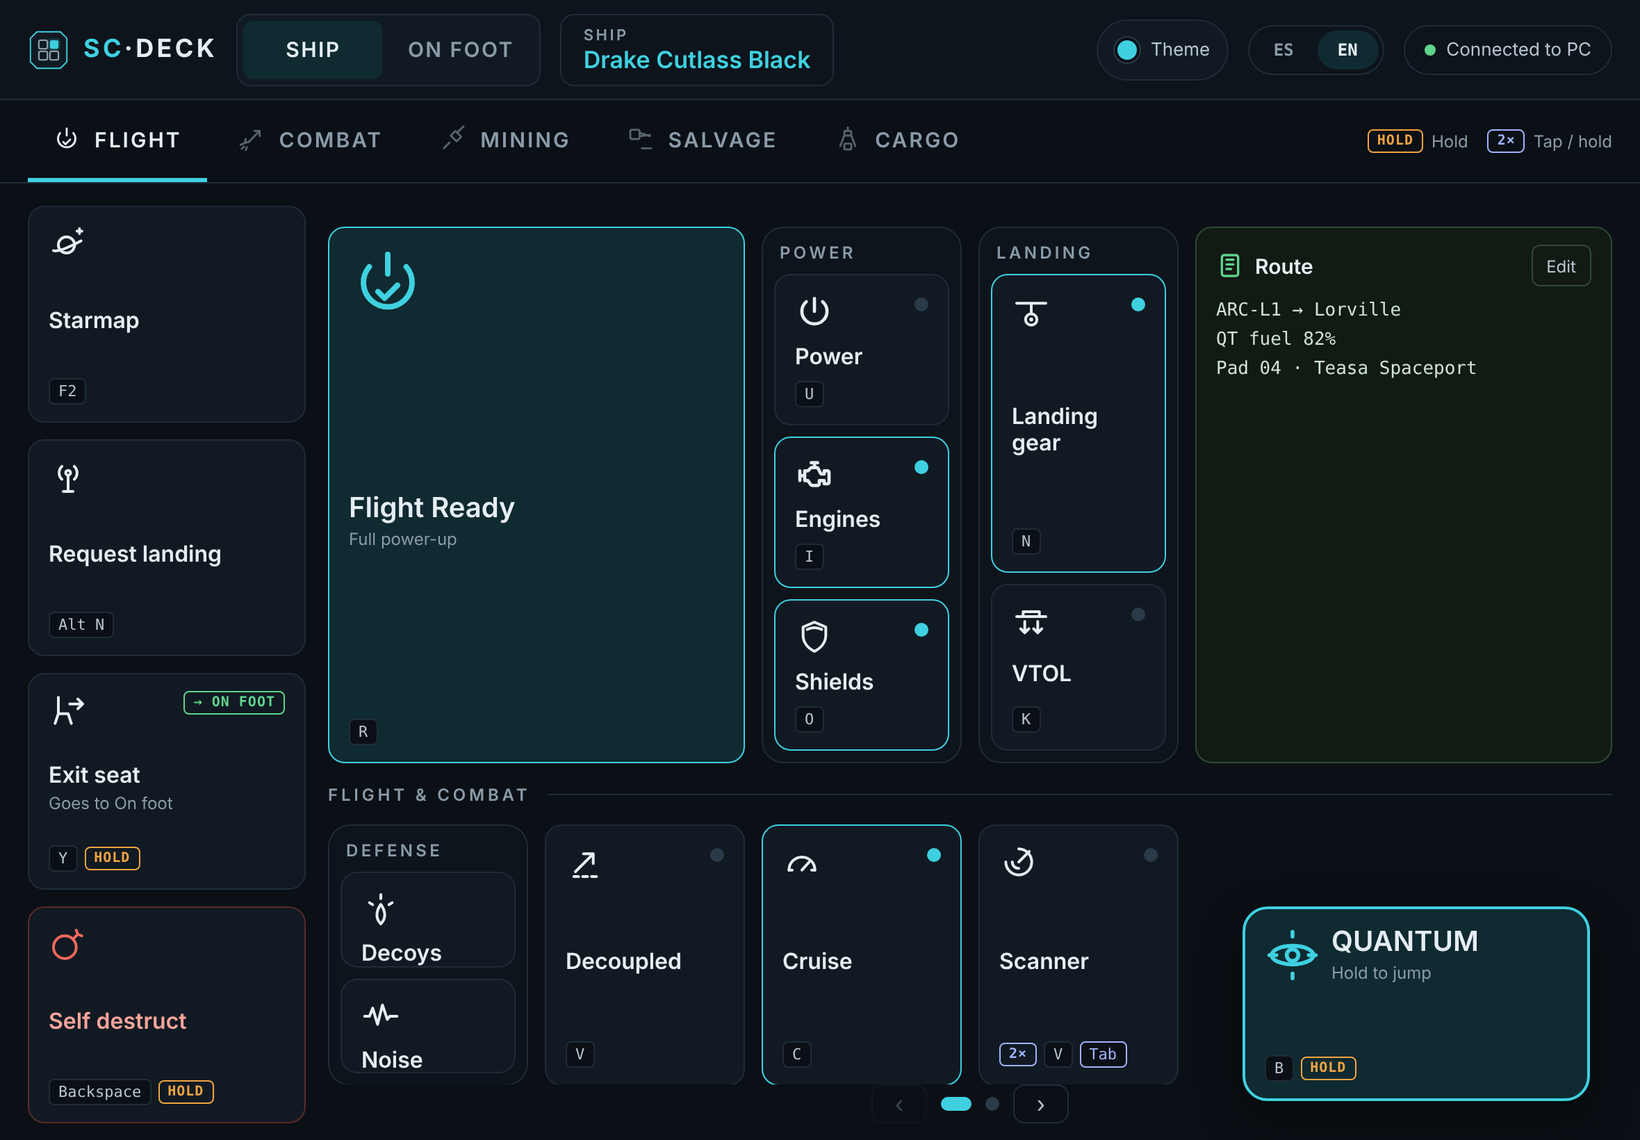 SC·DECK
SHIP
ON FOOT
SHIP
Drake Cutlass Black
Theme
ES
EN
Connected to PC
FLIGHT
COMBAT
MINING
SALVAGE
CARGO
HOLD Hold
2× Tap / hold
Starmap
F2
Request landing
Alt N
→ ON FOOT
Exit seat
Goes to On foot
Y HOLD
Self destruct
Backspace HOLD
Flight Ready
Full power-up
R
POWER
Power
U
Engines
I
Shields
O
LANDING
Landing
gear
N
VTOL
K
Route
Edit
ARC-L1 → Lorville
QT fuel 82%
Pad 04 · Teasa Spaceport
FLIGHT & COMBAT
DEFENSE
Decoys
Noise
Decoupled
V
Cruise
C
Scanner
2× V Tab
QUANTUM
Hold to jump
B HOLD
‹
›